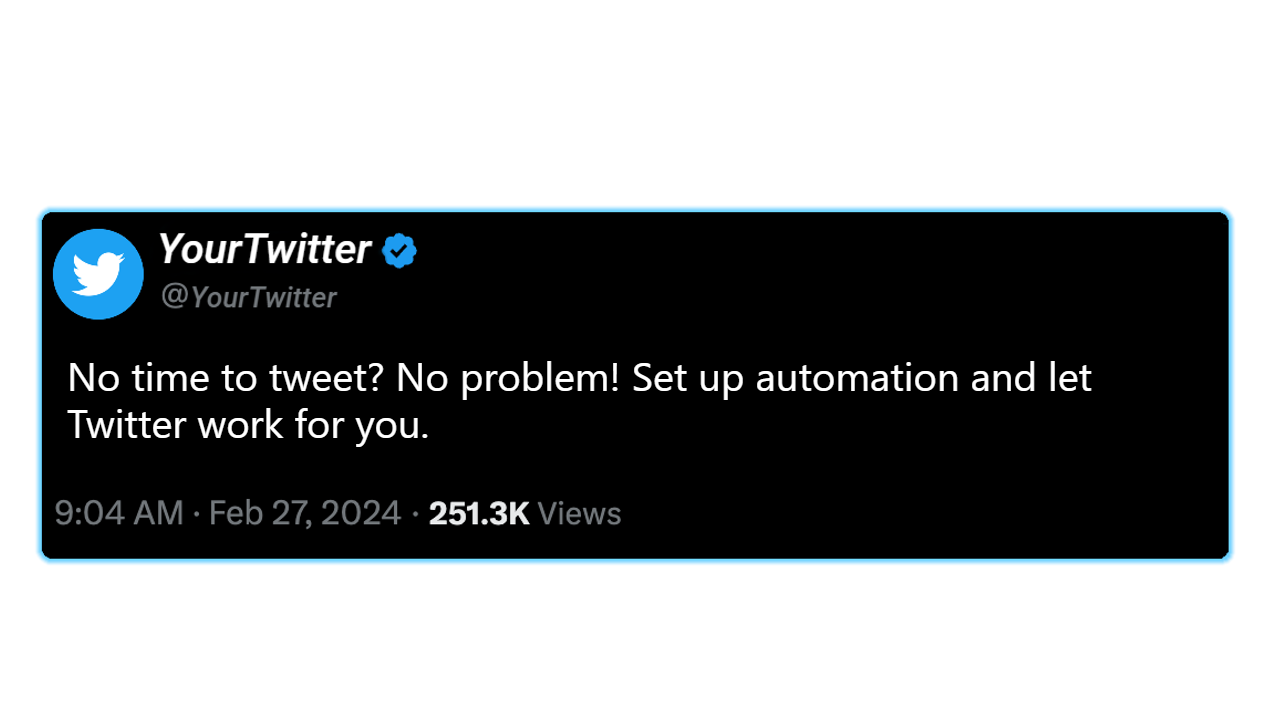 YourTwitter
@YourTwitter
No time to tweet? No problem! Set up automation and let
Twitter work for you.
9:04 AM · Feb 27, 2024 · 251.3K Views